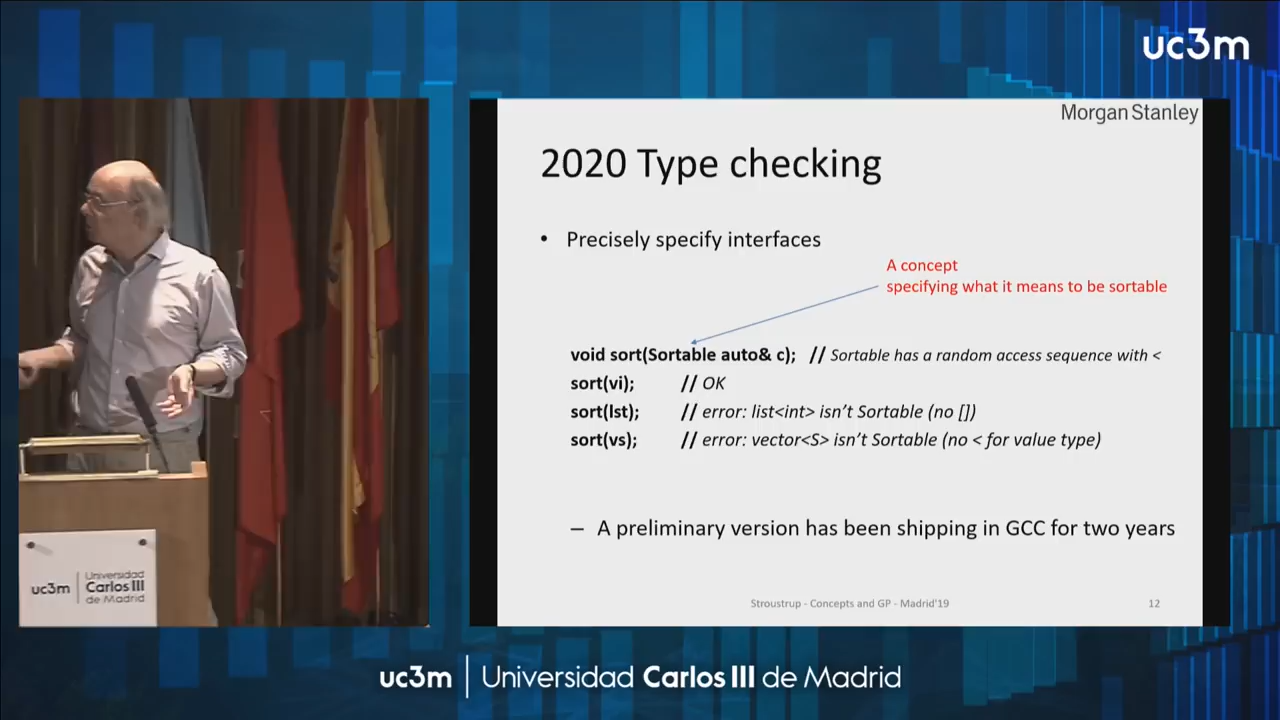 uc3m
Morgan Stanley
2020 Type checking
• Precisely specify interfaces
A concept
specifying what it means to be sortable
void sort(Sortable auto& c); // Sortable has a random access sequence with <
sort(vi); // OK
sort(lst); // error: list<int> isn't Sortable (no [])
sort(vs); // error: vector<S> isn't Sortable (no < for value type)
– A preliminary version has been shipping in GCC for two years
Stroustrup - Concepts and GP - Madrid'19 12
uc3m | Universidad
Carlos III
de Madrid
uc3m | Universidad Carlos III de Madrid